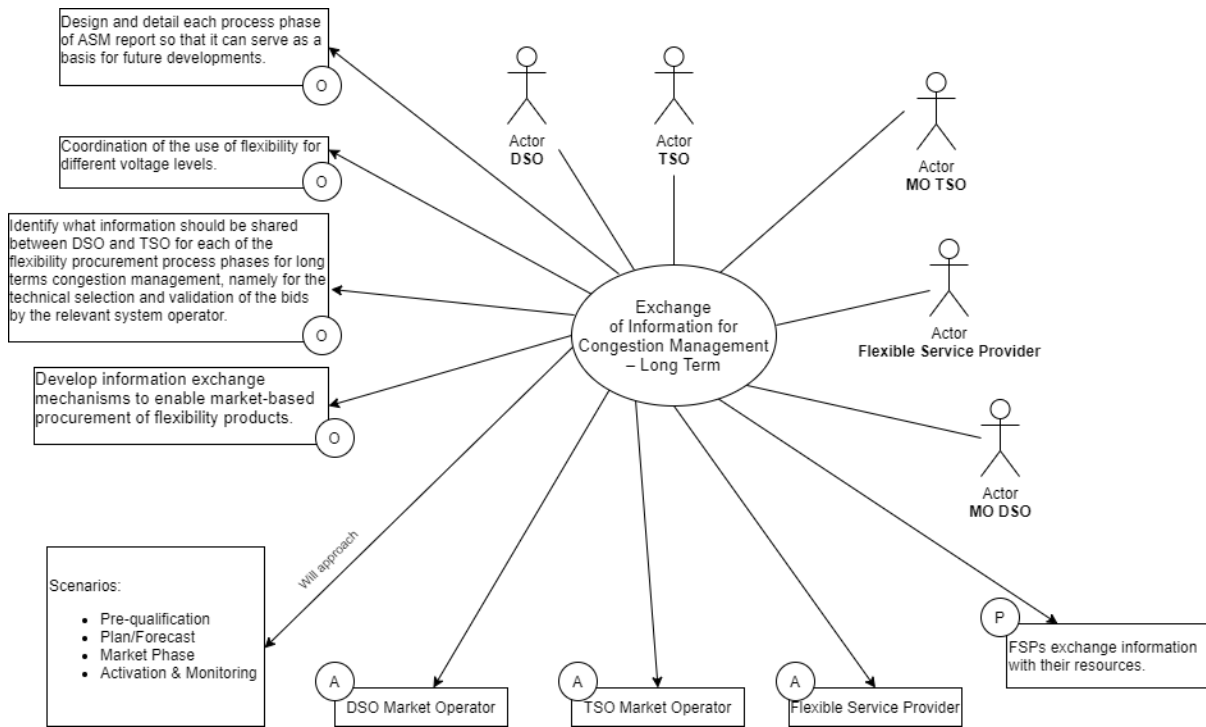 Design and detail each process phase
of ASM report so that it can serve as a
basis for future developments.
O
Coordination of the use of flexibility for
different voltage levels.
O
Identify what information should be shared
between DSO and TSO for each of the
flexibility procurement process phases for long
terms congestion management, namely for the
technical selection and validation of the bids
by the relevant system operator.
O
Develop information exchange
mechanisms to enable market-based
procurement of flexibility products.
O
Actor
DSO
Actor
TSO
Actor
MO TSO
Actor
Flexible Service Provider
Actor
MO DSO
Exchange
of Information for
Congestion Management
– Long Term
Will approach
Scenarios:
• Pre-qualification
• Plan/Forecast
• Market Phase
• Activation & Monitoring
A
DSO Market Operator
A
TSO Market Operator
A
Flexible Service Provider
P
FSPs exchange information
with their resources.